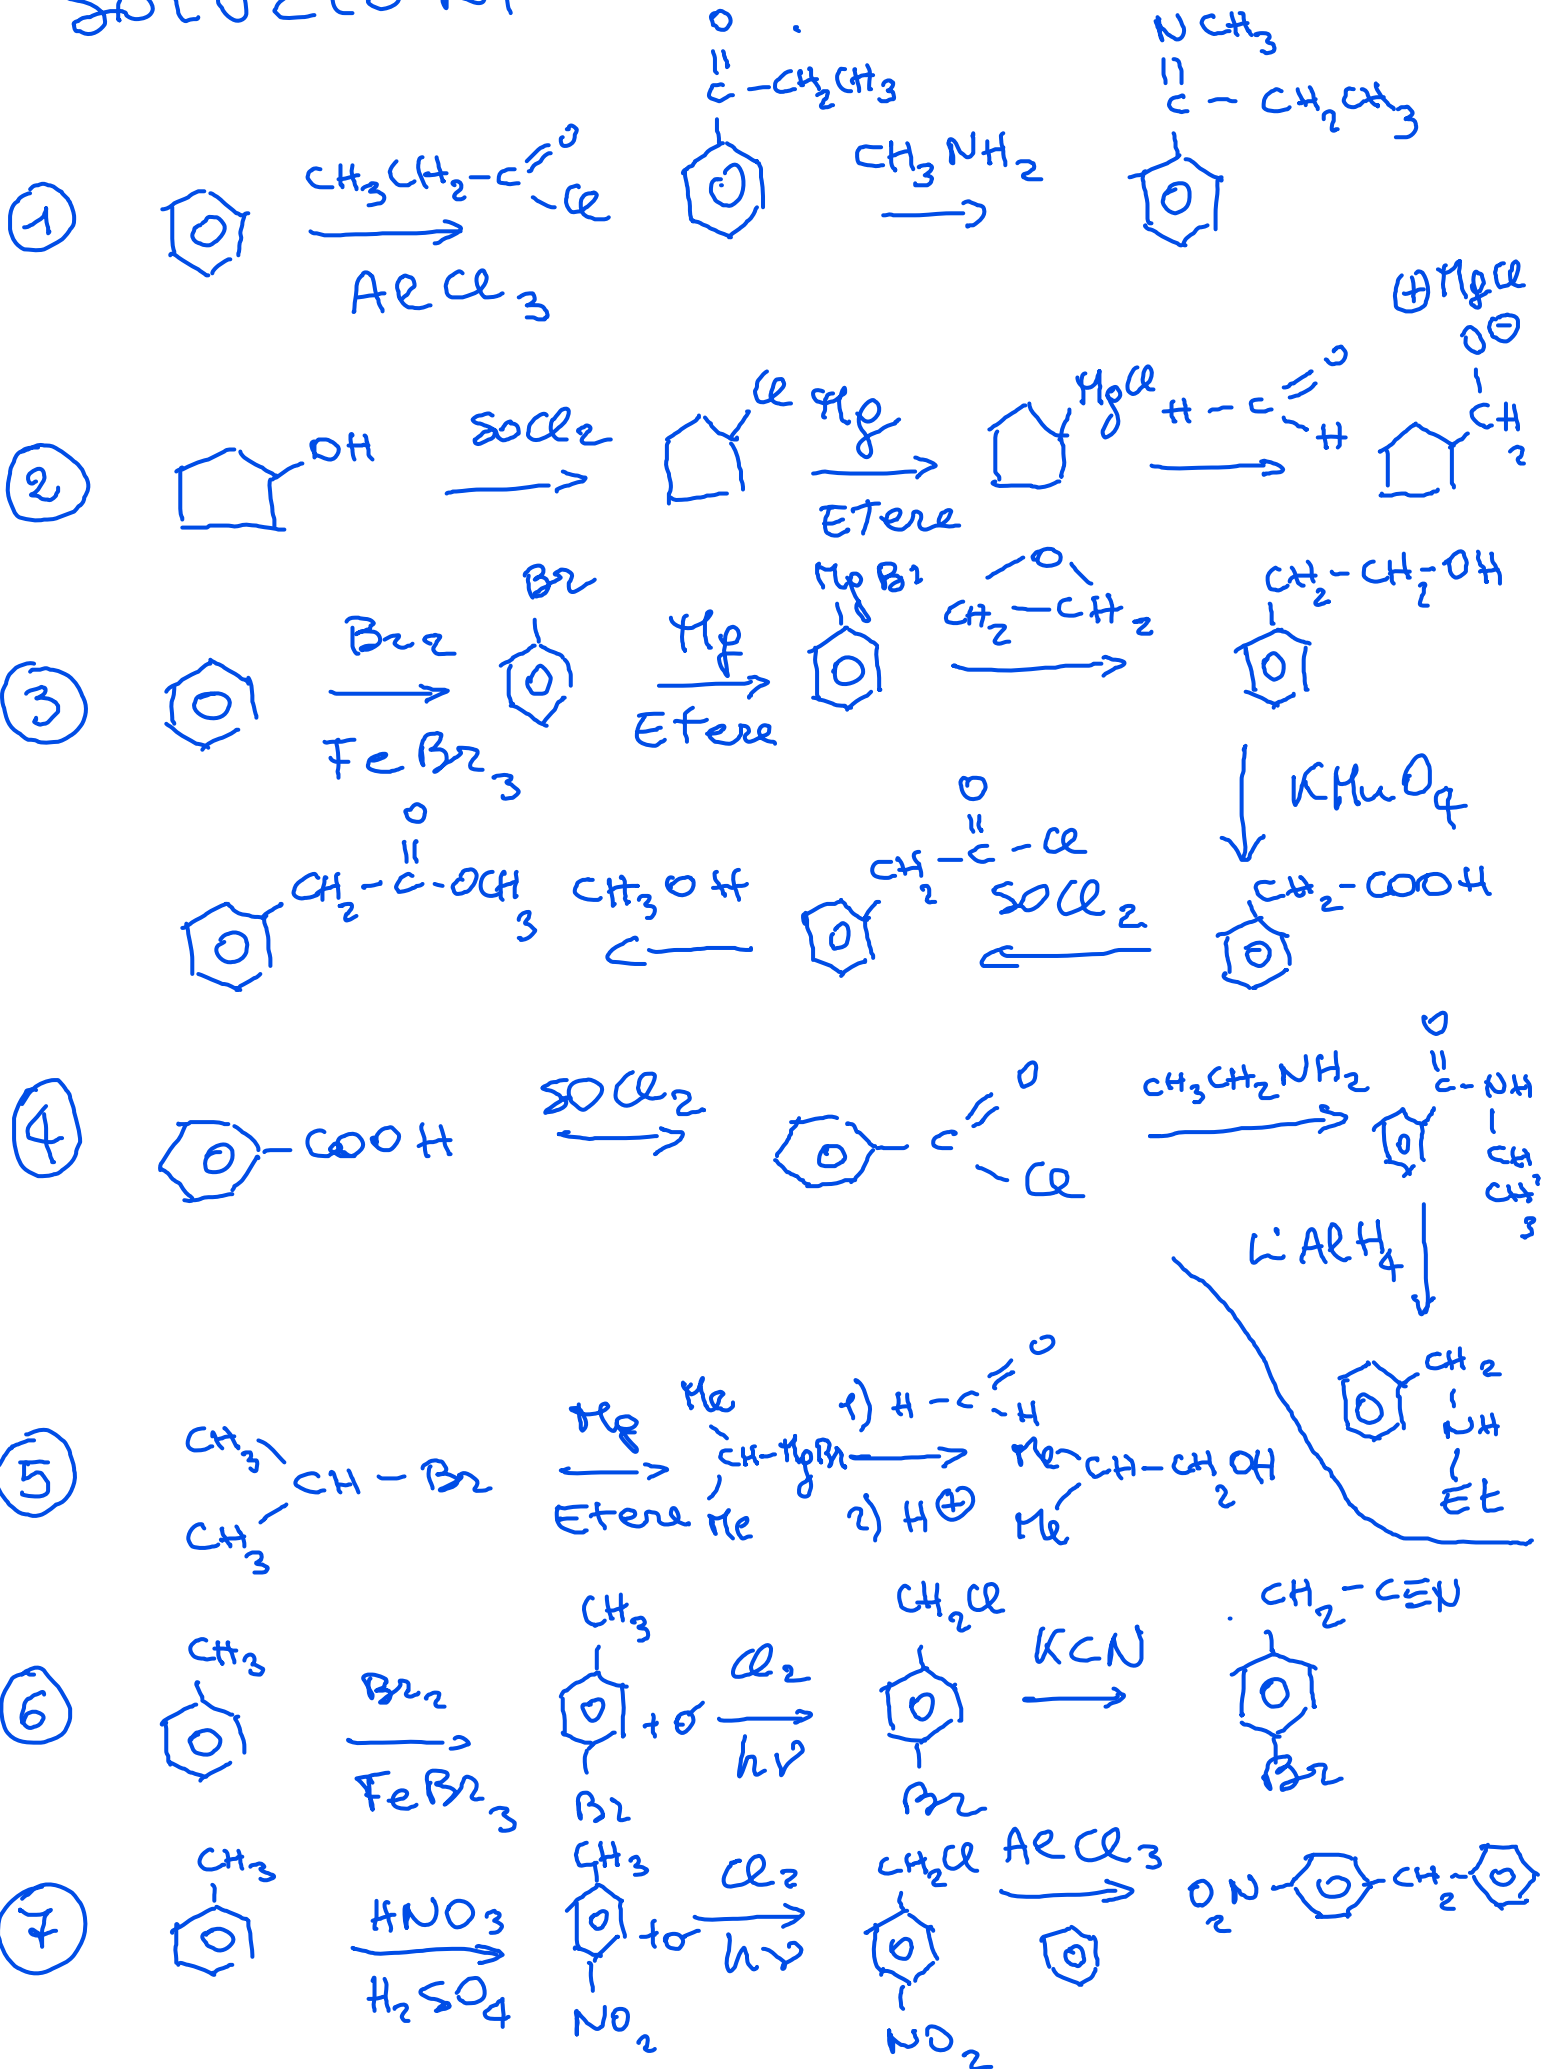 SOLUZIONI
① CH3CH2-C=O -Cl AlCl3 O=C-CH2CH3 CH3NH2 NCH3=C-CH2CH3
② OH SOCl2 Cl Mg Etere MgCl H-C=O -H ⊕MgCl O⊖ CH2
③ Br2 FeBr3 Br Mg Etere MgBr O CH2-CH2 CH2-CH2-OH
KMnO4
CH2-C(=O)-OCH3 CH3OH CH2-C(=O)-Cl SOCl2 CH2-COOH
④ -COOH SOCl2 C=O -Cl CH3CH2NH2 O=C-NH-CH2CH3
LiAlH4
CH2-NH-Et
⑤ CH3 CH3 CH-Br Mg Etere Me Me CH-MgBr 1) H-C=O -H 2) H⊕ Me Me CH-CH2OH
⑥ CH3 Br2 FeBr3 CH3 Br + o Cl2 hν CH2Cl Br KCN CH2-C≡N Br
⑦ CH3 HNO3 H2SO4 CH3 NO2 + o Cl2 hν CH2Cl NO2 AlCl3 O2N- -CH2-